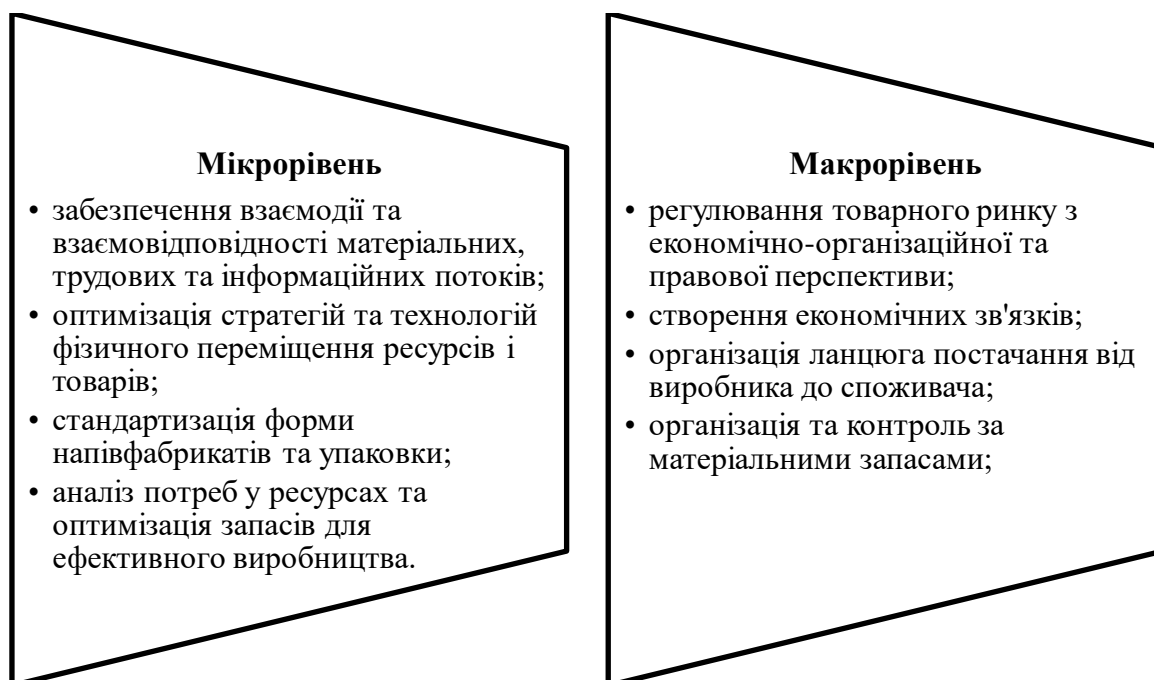 Мікрорівень
• забезпечення взаємодії та
взаємовідповідності матеріальних,
трудових та інформаційних потоків;
• оптимізація стратегій та технологій
фізичного переміщення ресурсів і
товарів;
• стандартизація форми
напівфабрикатів та упаковки;
• аналіз потреб у ресурсах та
оптимізація запасів для
ефективного виробництва.
Макрорівень
• регулювання товарного ринку з
економічно-організаційної та
правової перспективи;
• створення економічних зв'язків;
• організація ланцюга постачання від
виробника до споживача;
• організація та контроль за
матеріальними запасами;